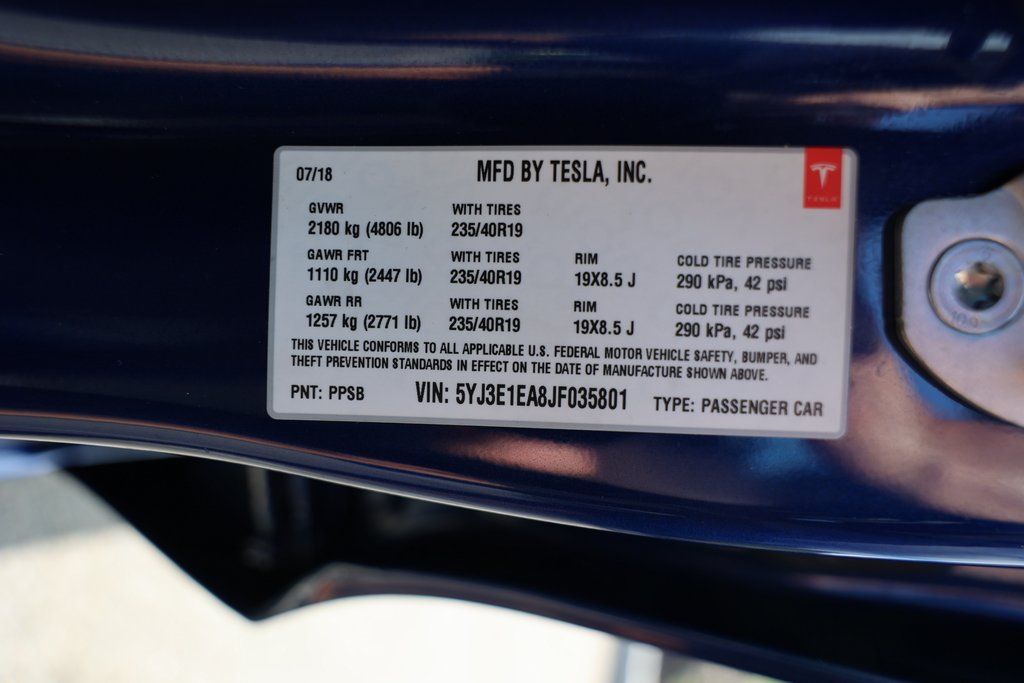 07/18 MFD BY TESLA, INC.
TESLA
GVWR WITH TIRES
2180 kg (4806 lb) 235/40R19
GAWR FRT WITH TIRES RIM COLD TIRE PRESSURE
1110 kg (2447 lb) 235/40R19 19X8.5 J 290 kPa, 42 psi
GAWR RR WITH TIRES RIM COLD TIRE PRESSURE
1257 kg (2771 lb) 235/40R19 19X8.5 J 290 kPa, 42 psi
THIS VEHICLE CONFORMS TO ALL APPLICABLE U.S. FEDERAL MOTOR VEHICLE SAFETY, BUMPER, AND
THEFT PREVENTION STANDARDS IN EFFECT ON THE DATE OF MANUFACTURE SHOWN ABOVE.
PNT: PPSB VIN: 5YJ3E1EA8JF035801 TYPE: PASSENGER CAR